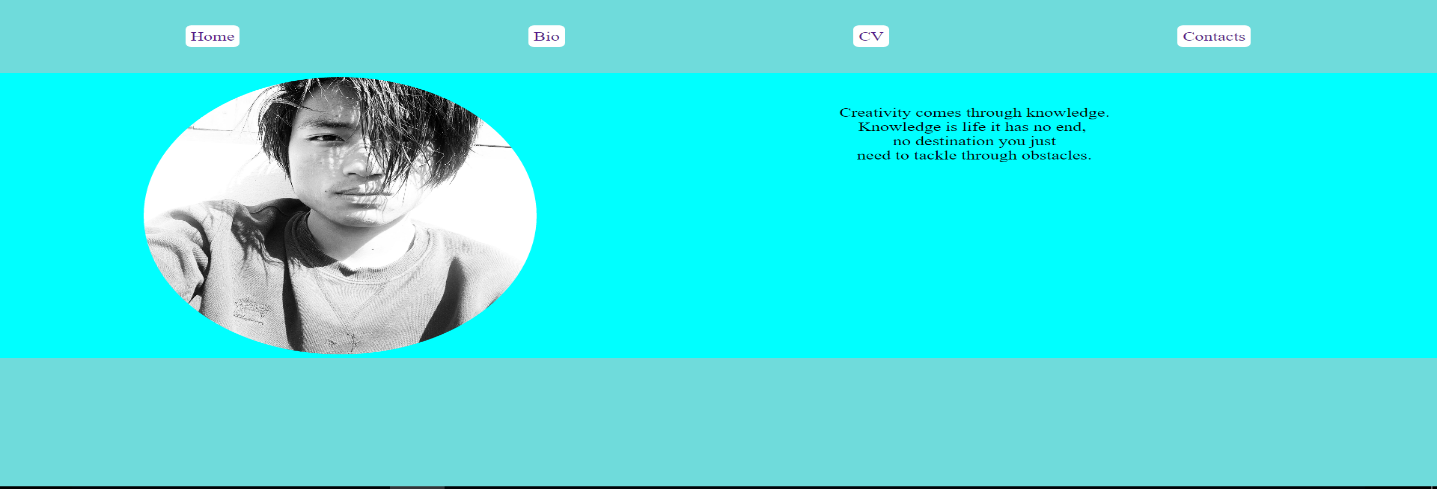 Home
Bio
CV
Contacts
Creativity comes through knowledge.
Knowledge is life it has no end,
no destination you just
need to tackle through obstacles.